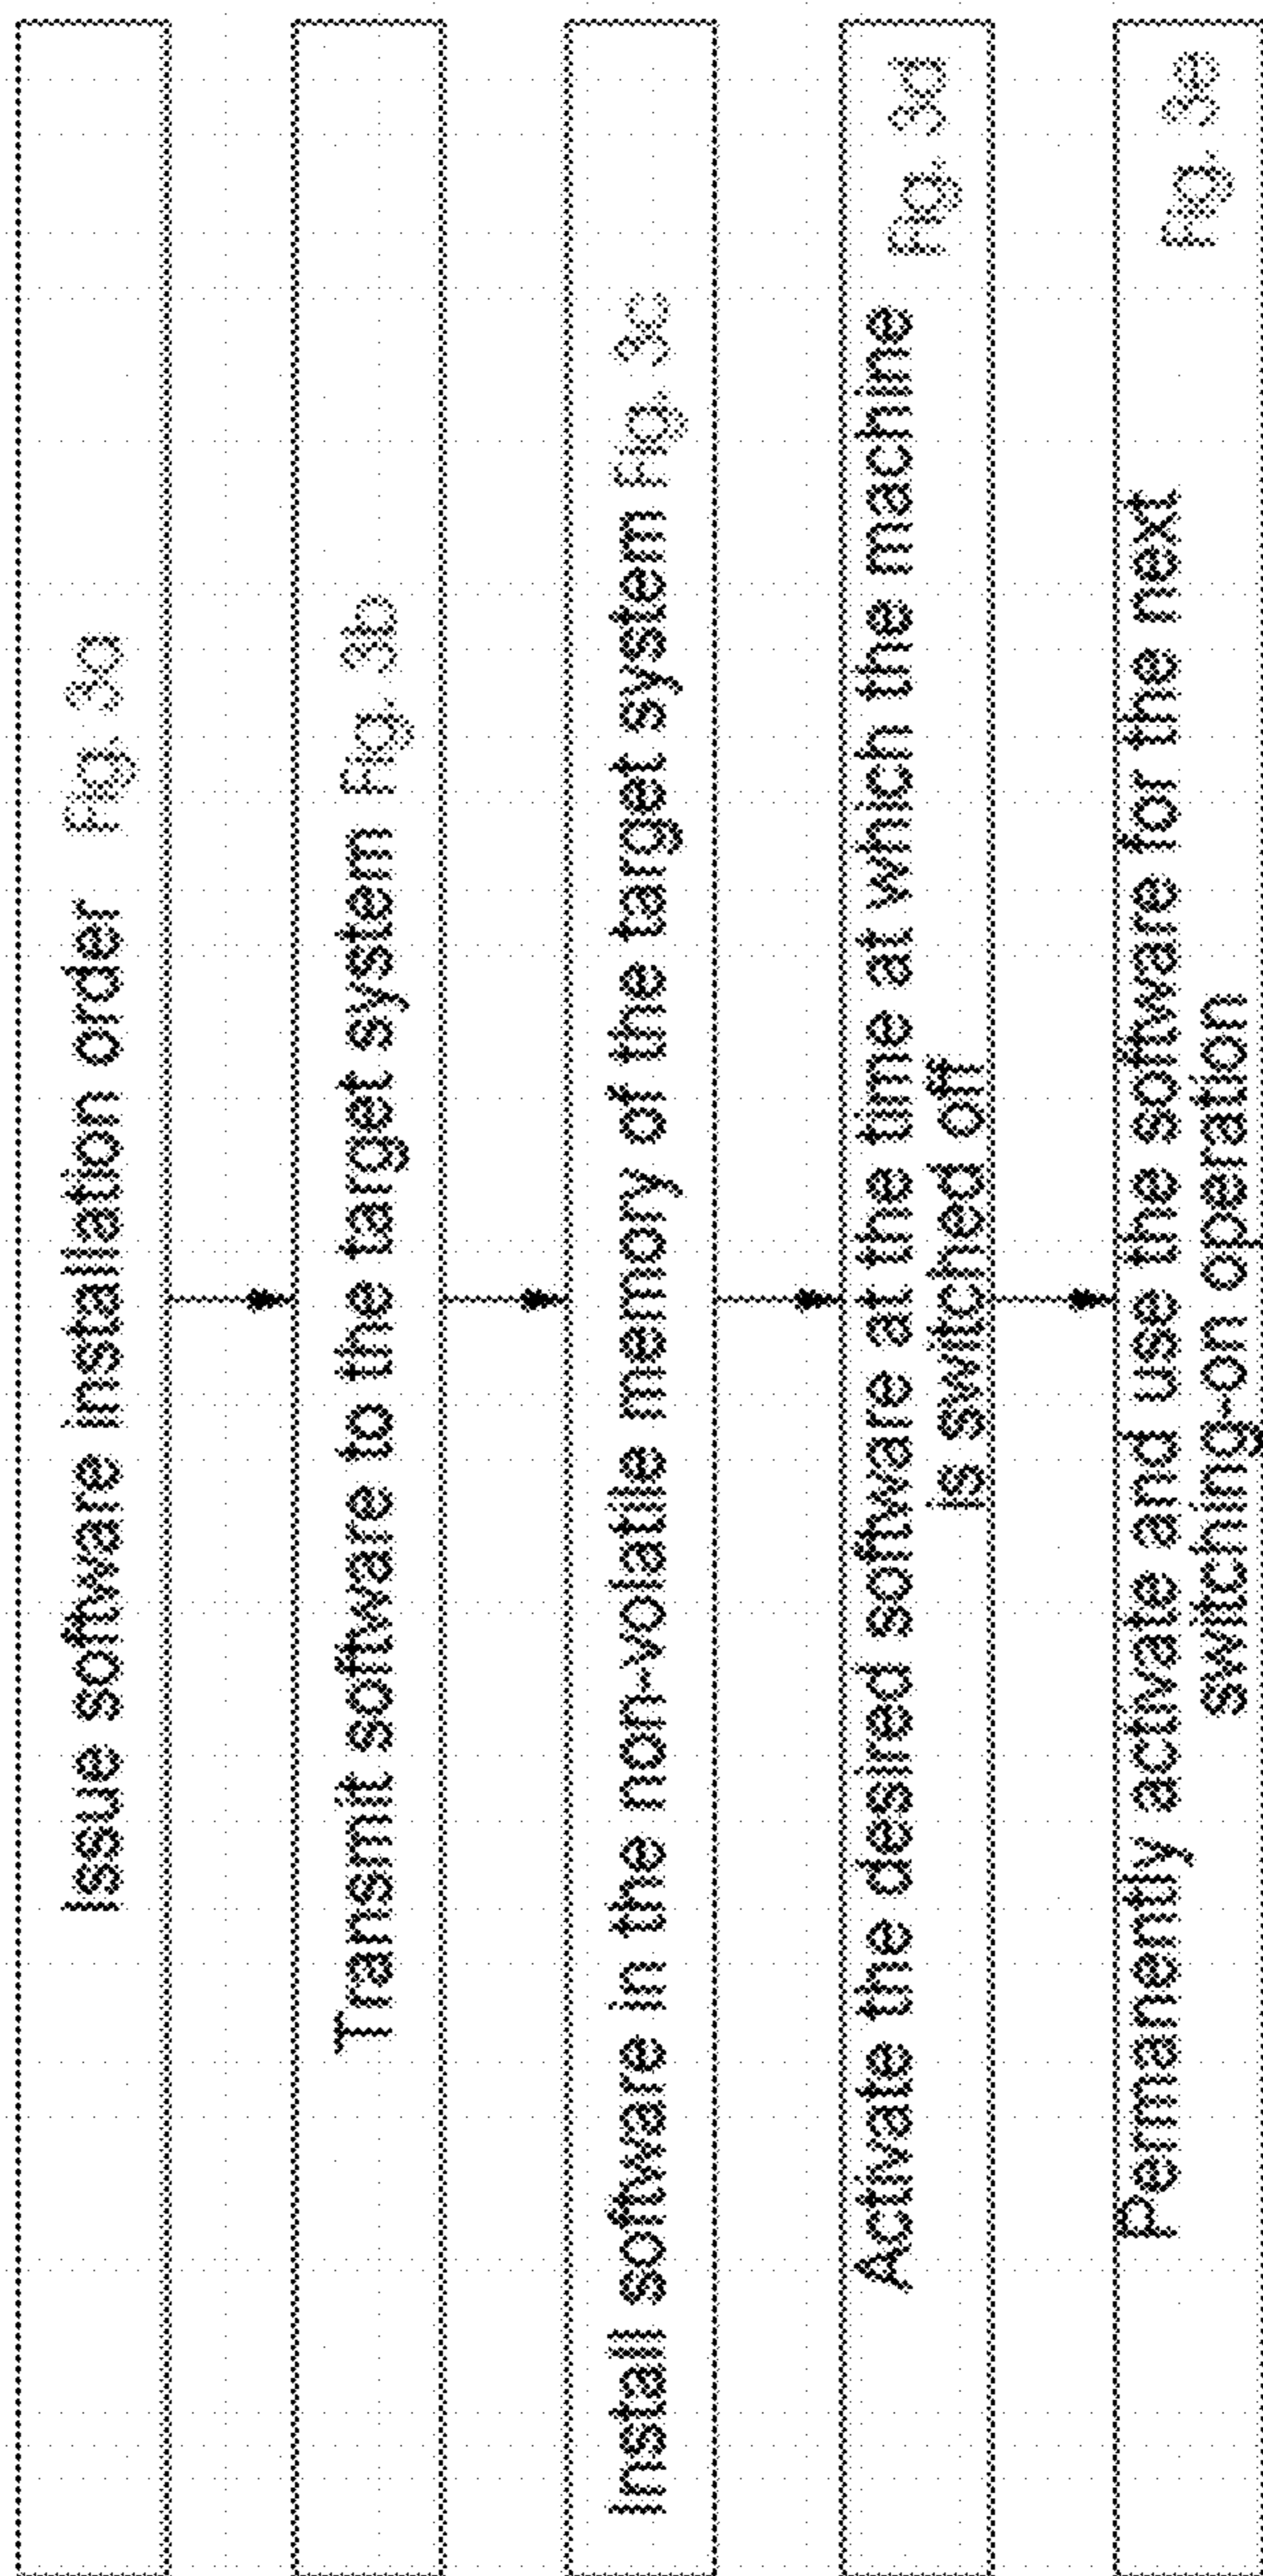 Issue software installation order Fig. 3a
Transmit software to the target system Fig. 3b
Install software in the non-volatile memory of the target system Fig. 3c
Activate the desired software at the time at which the machine Fig. 3d
is switched off
Permanently activate and use the software for the next Fig. 3e
switching-on operation